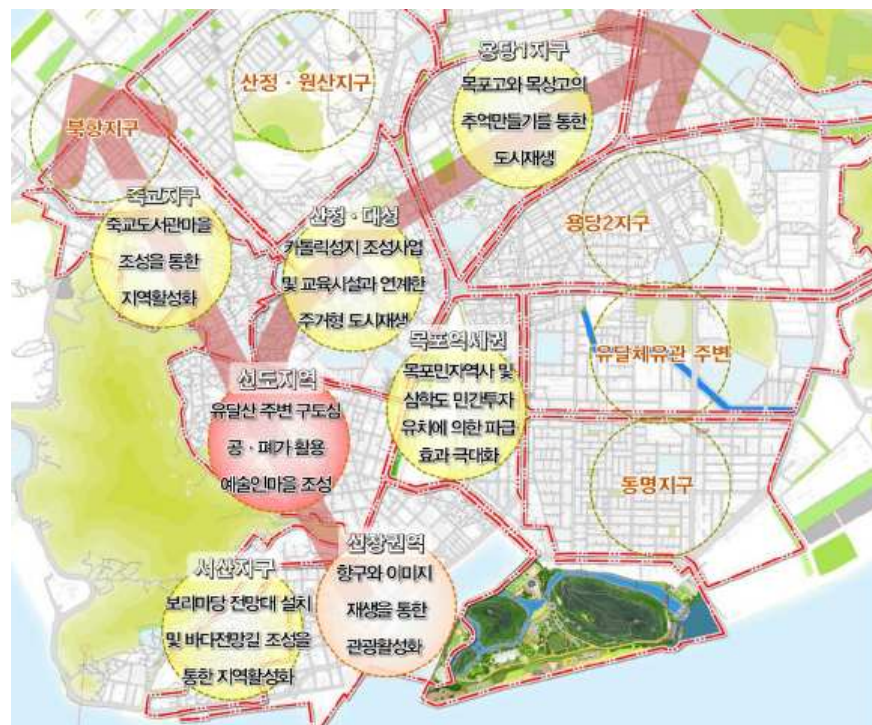 용당1지구
목포고와 목상고의
추억만들기를 통한
도시재생
산정·원산지구
북항지구
죽교지구
죽교도서관마을
조성을 통한
지역활성화
산정·대성
카톨릭성지 조성사업
및 교육시설과 연계한
주거형 도시재생
용당2지구
목포역세권
목포민자역사 및
삼학도 민간투자
유치에 의한 파급
효과 극대화
유달체유관 주변
선도지역
유달산 주변 구도심
공·폐가 활용
예술인마을 조성
동명지구
서산지구
보리마당 전망대 설치
및 바다전망길 조성을
통한 지역활성화
선창권역
항구와 이미지
재생을 통한
관광활성화